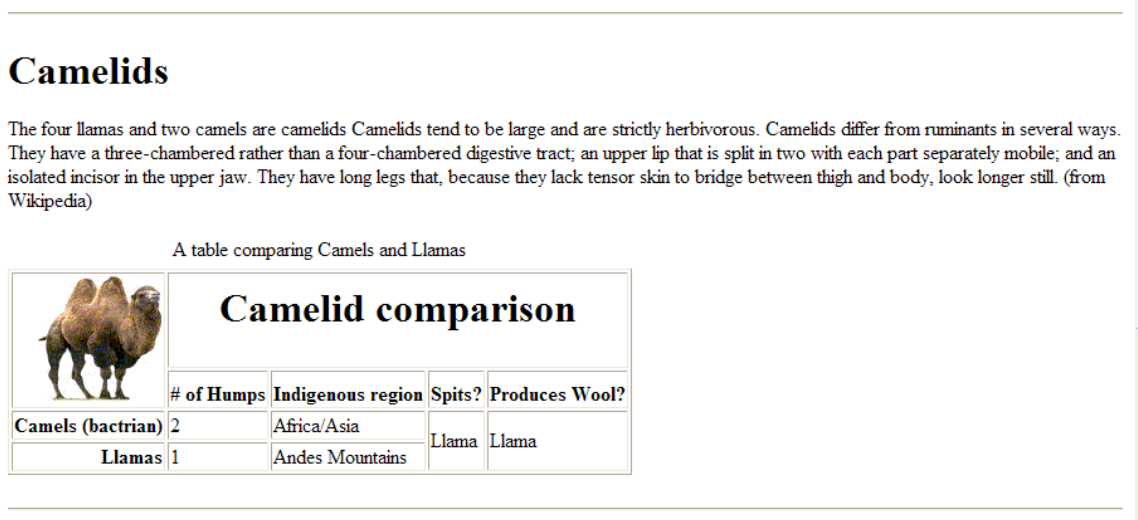 Camelids
The four llamas and two camels are camelids Camelids tend to be large and are strictly herbivorous. Camelids differ from ruminants in several ways.
They have a three-chambered rather than a four-chambered digestive tract; an upper lip that is split in two with each part separately mobile; and an
isolated incisor in the upper jaw. They have long legs that, because they lack tensor skin to bridge between thigh and body, look longer still. (from
Wikipedia)
A table comparing Camels and Llamas
Camelid comparison
# of Humps Indigenous region Spits? Produces Wool?
Camels (bactrian) 2 Africa/Asia
Llama Llama
Llamas 1 Andes Mountains